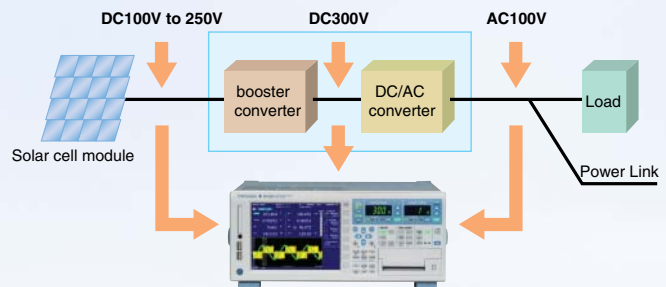 DC100V to 250V
DC300V
AC100V
booster
converter
DC/AC
converter
Load
Solar cell module
Power Link